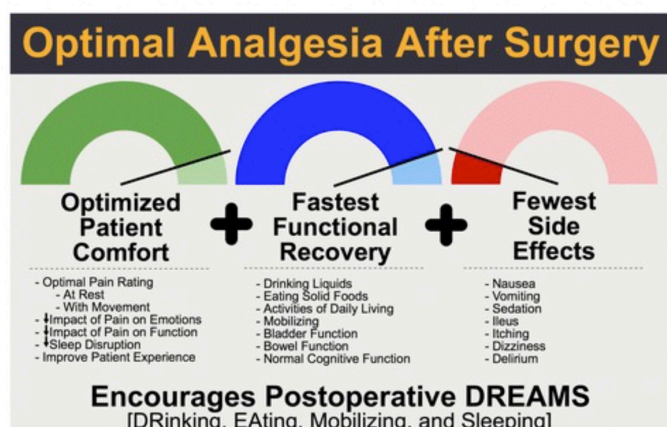 Optimal Analgesia After Surgery
Optimized
Patient
Comfort
- Optimal Pain Rating
- At Rest
- With Movement
- ⬇Impact of Pain on Emotions
- ⬇Impact of Pain on Function
- ⬇Sleep Disruption
- Improve Patient Experience
+
Fastest
Functional
Recovery
- Drinking Liquids
- Eating Solid Foods
- Activities of Daily Living
- Mobilizing
- Bladder Function
- Bowel Function
- Normal Cognitive Function
+
Fewest
Side
Effects
- Nausea
- Vomiting
- Sedation
- Ileus
- Itching
- Dizziness
- Delirium
Encourages Postoperative DREAMS
[DRinking, EAting, Mobilizing, and Sleeping]